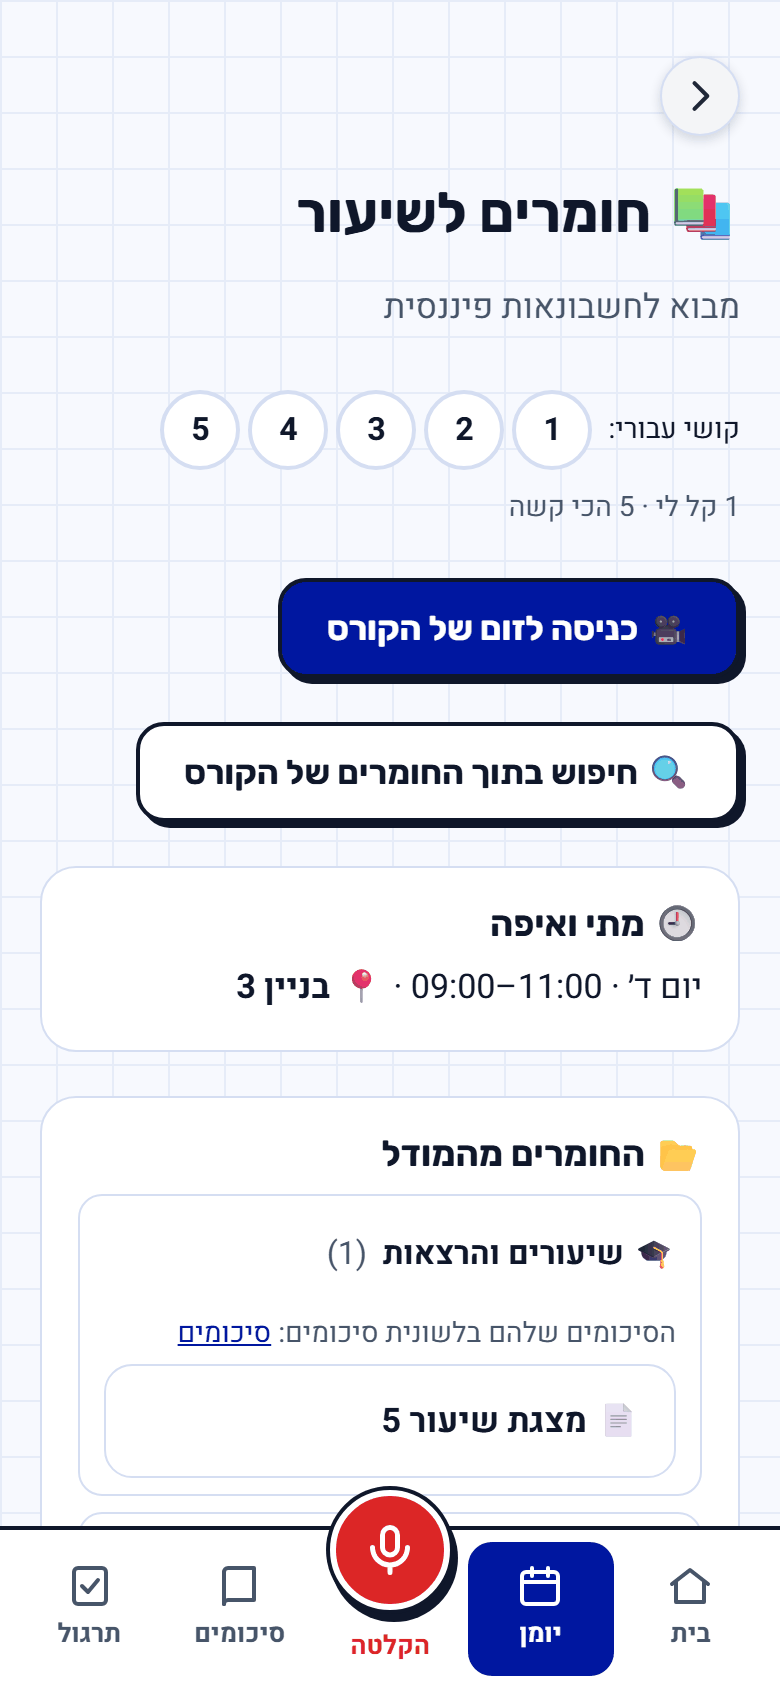 📚 חומרים לשיעור
מבוא לחשבונאות פיננסית
קושי עבורי: 1 2 3 4 5
1 קל לי · 5 הכי קשה
🎥 כניסה לזום של הקורס
🔍 חיפוש בתוך החומרים של הקורס
🕘 מתי ואיפה
יום ד׳ · 09:00–11:00 · 📍 בניין 3
📂 החומרים מהמודל
🎓 שיעורים והרצאות (1)
הסיכומים שלהם בלשונית סיכומים: סיכומים
📄 מצגת שיעור 5
בית
יומן
הקלטה
סיכומים
תרגול